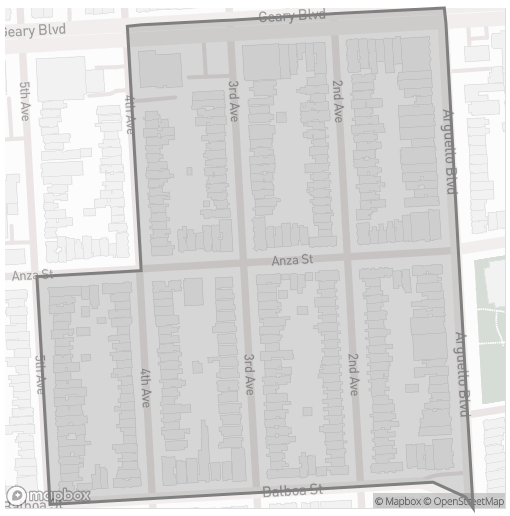 Geary Blvd
Geary Blvd
5th Ave
4th Ave
3rd Ave
2nd Ave
Arguello Blvd
Anza St
Anza St
5th Ave
4th Ave
3rd Ave
2nd Ave
Arguello Blvd
Balboa St
mapbox
© Mapbox © OpenStreetMap